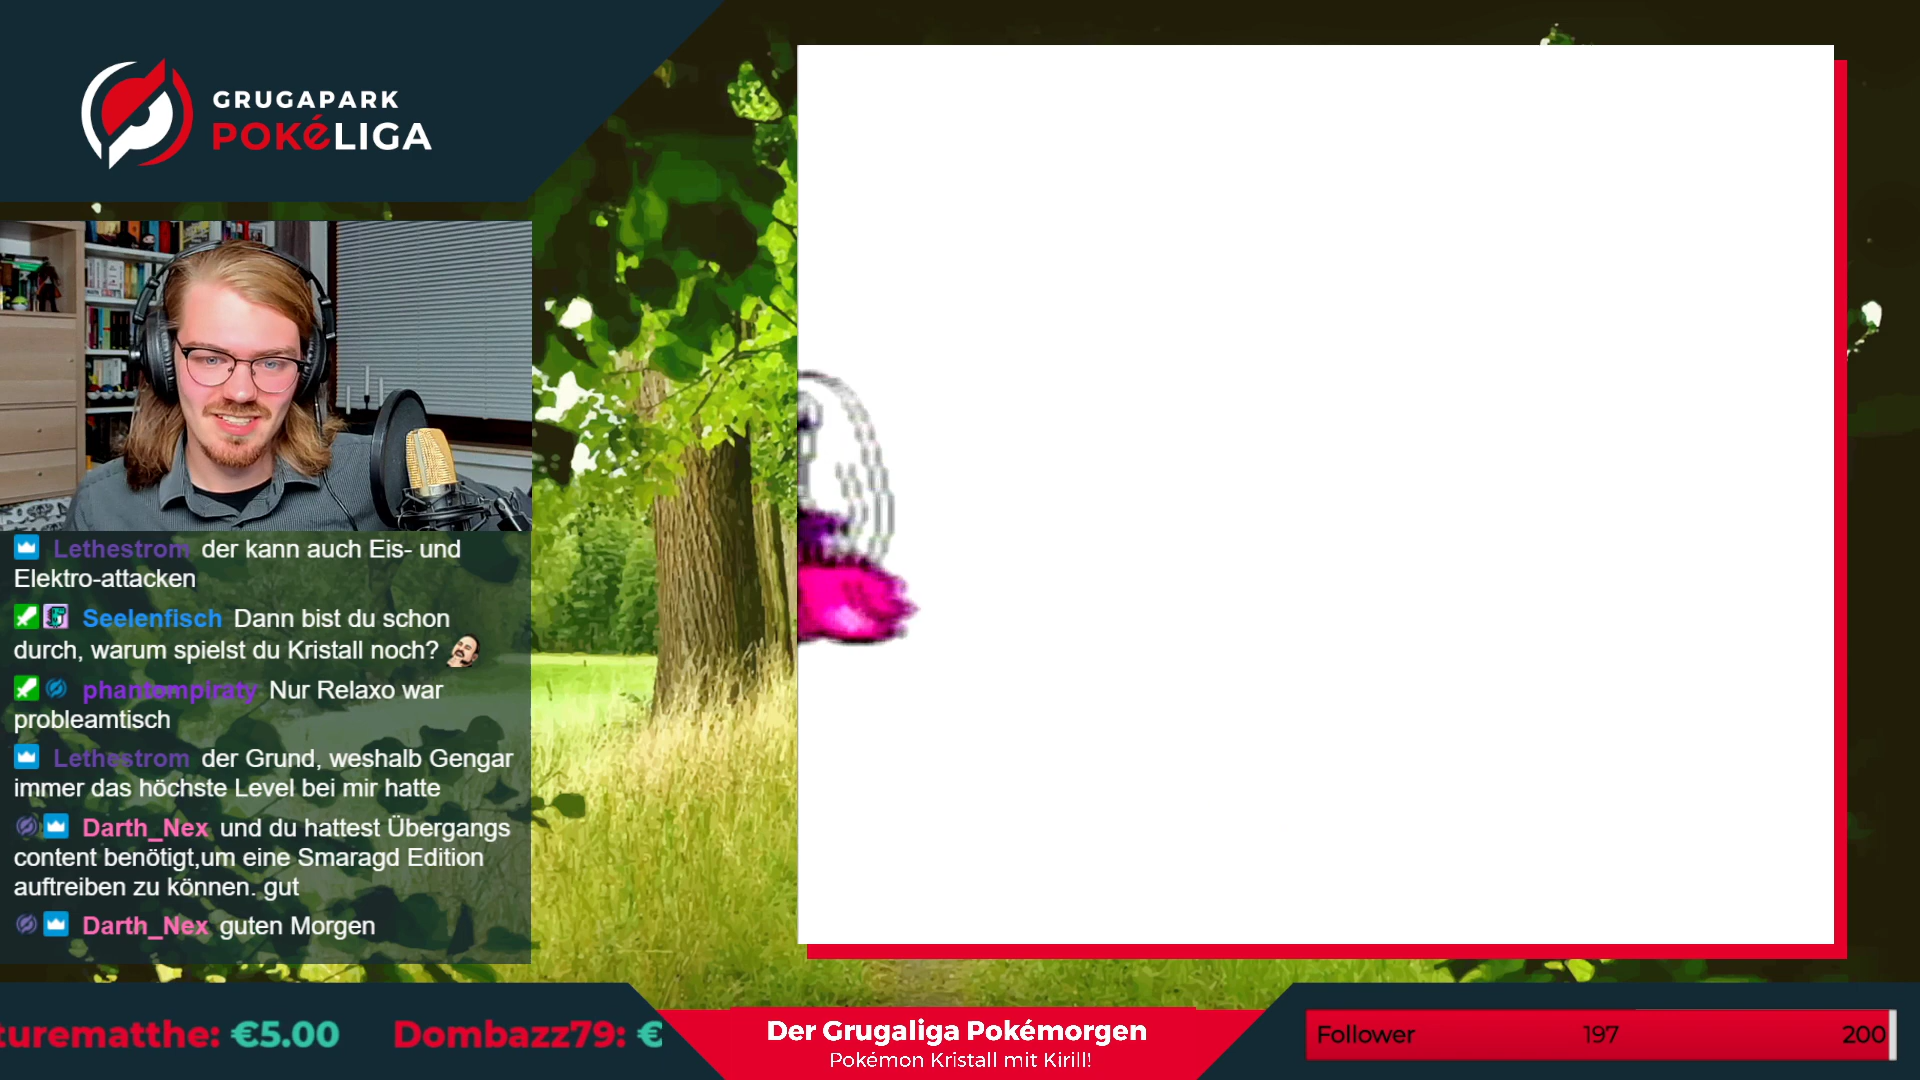 GRUGAPARK
POKéLIGA
Lethestrom der kann auch Eis- und
Elektro-attacken
Seelenfisch Dann bist du schon
durch, warum spielst du Kristall noch?
phantompiraty Nur Relaxo war
probleamtisch
Lethestrom der Grund, weshalb Gengar
immer das höchste Level bei mir hatte
Darth_Nex und du hattest Übergangs
content benötigt,um eine Smaragd Edition
auftreiben zu können. gut
Darth_Nex guten Morgen
turematthe: €5.00 Dombazz79: €
Der Grugaliga Pokémorgen
Pokémon Kristall mit Kirill!
Follower 197 200